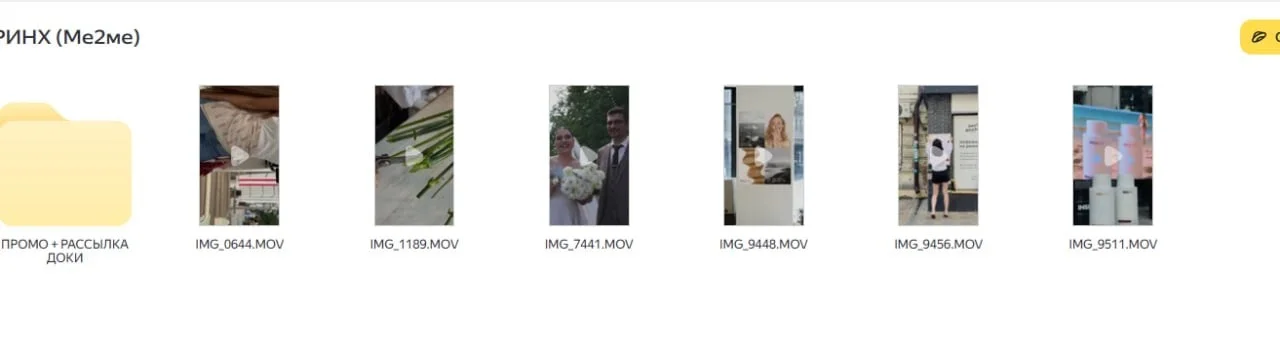 РИНХ (Ме2ме)
ПРОМО + РАССЫЛКА
ДОКИ
IMG_0644.MOV
IMG_1189.MOV
IMG_7441.MOV
IMG_9448.MOV
IMG_9456.MOV
IMG_9511.MOV